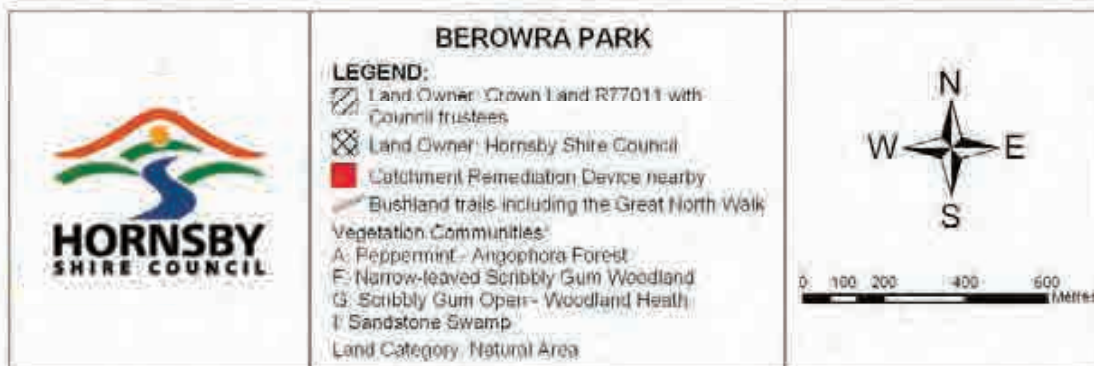 HORNSBY
SHIRE COUNCIL
BEROWRA PARK
LEGEND:
Land Owner: Crown Land R77011 with
Council trustees
Land Owner: Hornsby Shire Council
Catchment Remediation Device nearby
Bushland trails including the Great North Walk
Vegetation Communities:
A: Peppermint - Angophora Forest
F: Narrow-leaved Scribbly Gum Woodland
G: Scribbly Gum Open - Woodland Heath
I: Sandstone Swamp
Land Category: Natural Area
N
W E
S
0 100 200 400 600
Metres